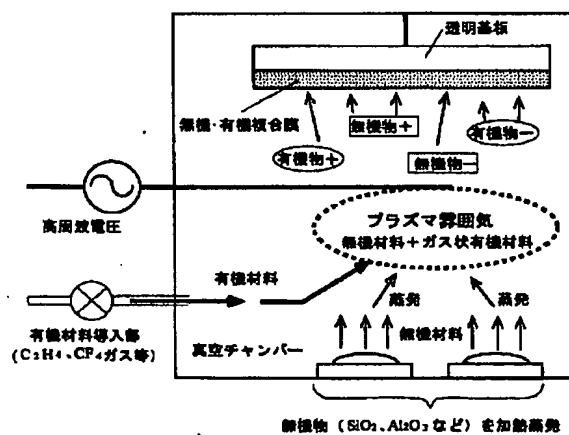 透明基板
無機・有機複合膜
無機物+
有機物−
有機物+
無機物−
高周波電圧
プラズマ雰囲気
無機材料+ガス状有機材料
有機材料
蒸発
蒸発
無機材料
有機材料導入部
(C₂H₄、CF₄ガス等)
真空チャンバー
無機物(SiO₂、Al₂O₃など)を加熱蒸発